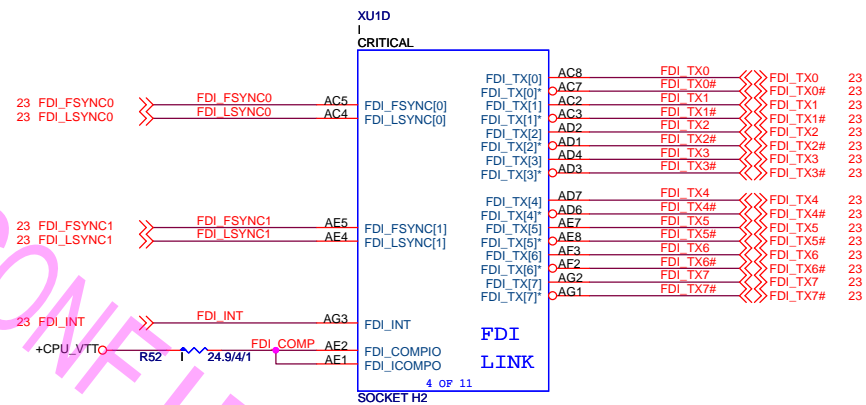 XU1D
I
CRITICAL
FDI_TX[0] AC8 FDI_TX0 FDI_TX0 23
FDI_TX[0]* AC7 FDI_TX0# FDI_TX0# 23
23 FDI_FSYNC0 FDI_FSYNC0 AC5 FDI_FSYNC[0] FDI_TX[1] AC2 FDI_TX1 FDI_TX1 23
23 FDI_LSYNC0 FDI_LSYNC0 AC4 FDI_LSYNC[0] FDI_TX[1]* AC3 FDI_TX1# FDI_TX1# 23
FDI_TX[2] AD2 FDI_TX2 FDI_TX2 23
FDI_TX[2]* AD1 FDI_TX2# FDI_TX2# 23
FDI_TX[3] AD4 FDI_TX3 FDI_TX3 23
FDI_TX[3]* AD3 FDI_TX3# FDI_TX3# 23
FDI_TX[4] AD7 FDI_TX4 FDI_TX4 23
FDI_TX[4]* AD6 FDI_TX4# FDI_TX4# 23
23 FDI_FSYNC1 FDI_FSYNC1 AE5 FDI_FSYNC[1] FDI_TX[5] AE7 FDI_TX5 FDI_TX5 23
23 FDI_LSYNC1 FDI_LSYNC1 AE4 FDI_LSYNC[1] FDI_TX[5]* AE8 FDI_TX5# FDI_TX5# 23
FDI_TX[6] AF3 FDI_TX6 FDI_TX6 23
FDI_TX[6]* AF2 FDI_TX6# FDI_TX6# 23
FDI_TX[7] AG2 FDI_TX7 FDI_TX7 23
FDI_TX[7]* AG1 FDI_TX7# FDI_TX7# 23
23 FDI_INT FDI_INT AG3 FDI_INT
FDI
+CPU_VTT R52 I 24.9/4/1 FDI_COMP AE2 FDI_COMPIO
AE1 FDI_ICOMPO
LINK
4 OF 11
SOCKET H2